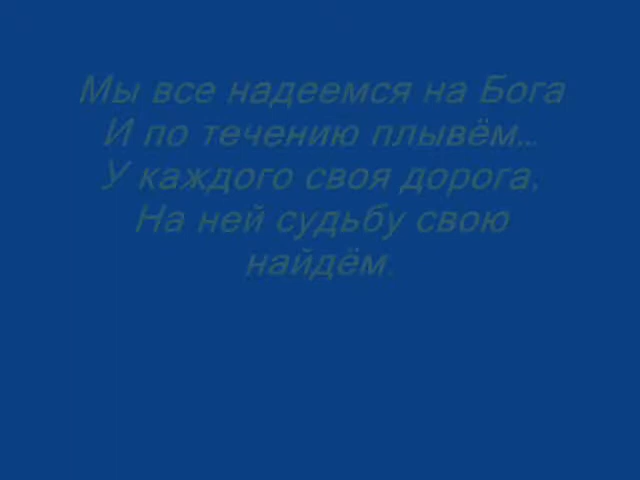 Мы все надеемся на Бога
И по течению плывём...
У каждого своя дорога,
На ней судьбу свою
найдём.